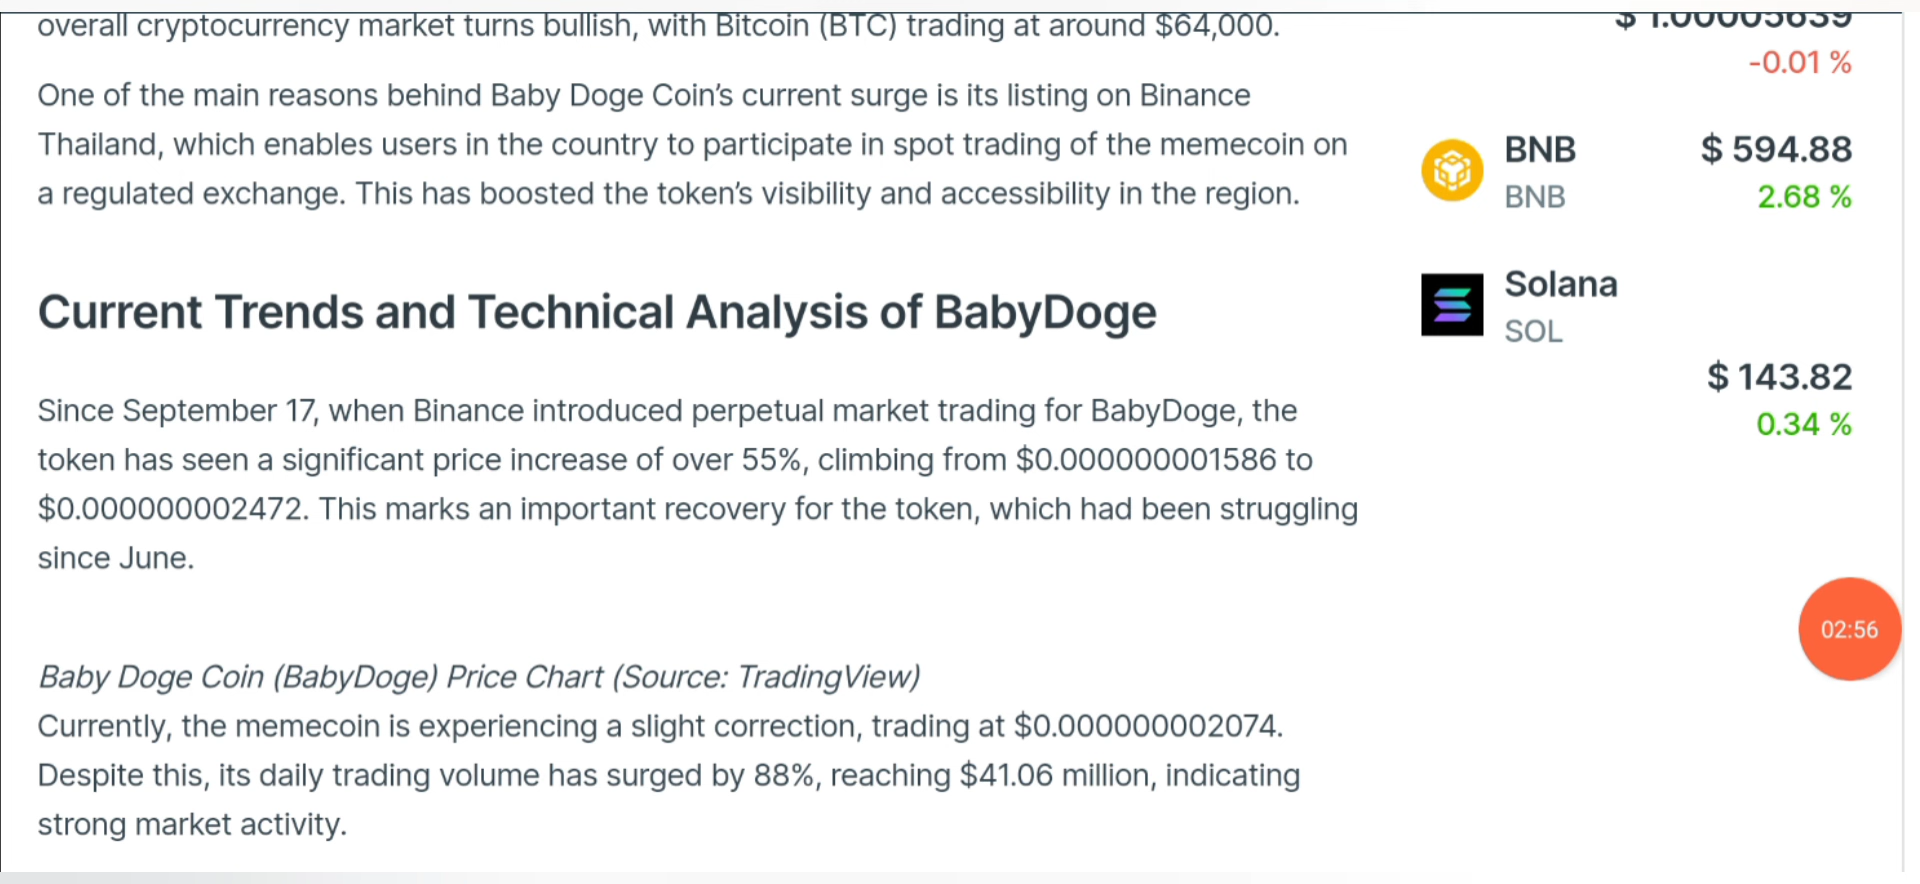 overall cryptocurrency market turns bullish, with Bitcoin (BTC) trading at around $64,000.
One of the main reasons behind Baby Doge Coin’s current surge is its listing on Binance
Thailand, which enables users in the country to participate in spot trading of the memecoin on
a regulated exchange. This has boosted the token’s visibility and accessibility in the region.
Current Trends and Technical Analysis of BabyDoge
Since September 17, when Binance introduced perpetual market trading for BabyDoge, the
token has seen a significant price increase of over 55%, climbing from $0.000000001586 to
$0.000000002472. This marks an important recovery for the token, which had been struggling
since June.
Baby Doge Coin (BabyDoge) Price Chart (Source: TradingView)
Currently, the memecoin is experiencing a slight correction, trading at $0.000000002074.
Despite this, its daily trading volume has surged by 88%, reaching $41.06 million, indicating
strong market activity.
$ 1.00005639
-0.01 %
BNB $ 594.88
BNB 2.68 %
Solana
SOL
$ 143.82
0.34 %
02:56